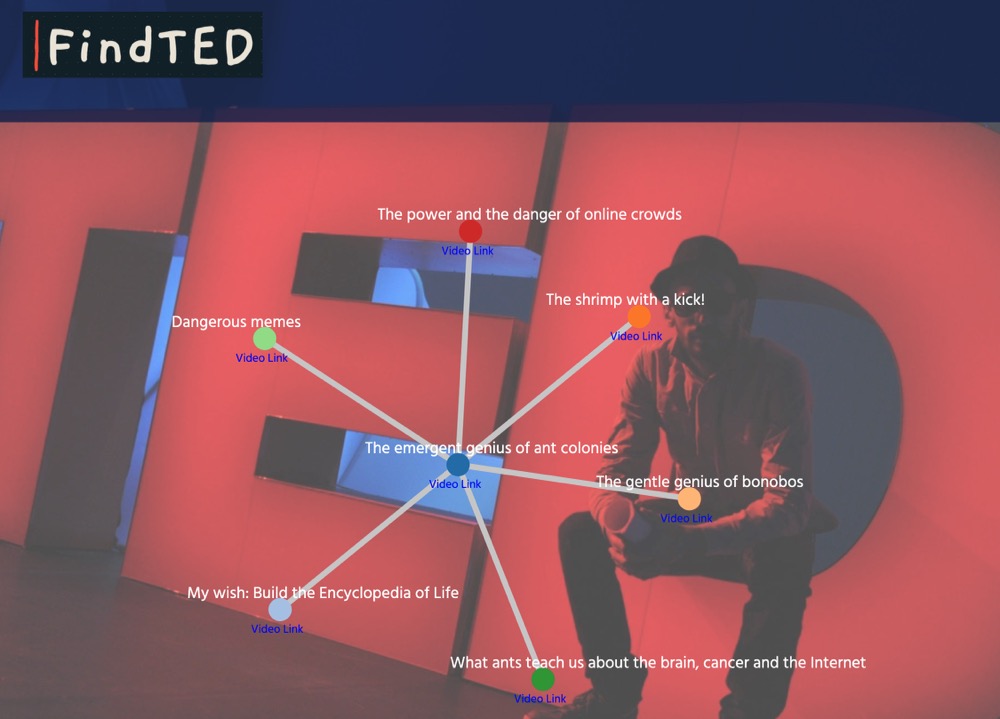 FindTED
The power and the danger of online crowds
Video Link
The shrimp with a kick!
Video Link
Dangerous memes
Video Link
The emergent genius of ant colonies
Video Link
The gentle genius of bonobos
Video Link
My wish: Build the Encyclopedia of Life
Video Link
What ants teach us about the brain, cancer and the Internet
Video Link